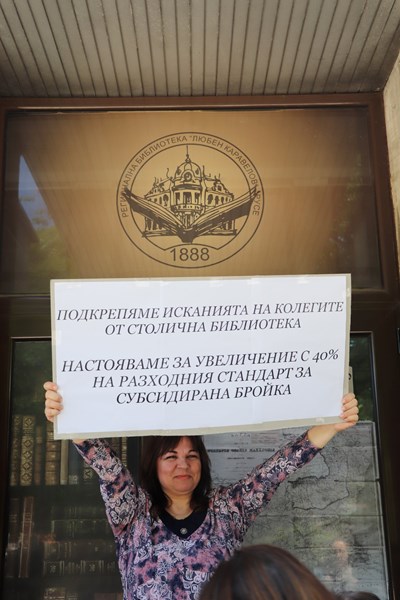 РЕГИОНАЛНА БИБЛИОТЕКА "ЛЮБЕН КАРАВЕЛОВ" РУСЕ
1888
ПОДКРЕПЯМЕ ИСКАНИЯТА НА КОЛЕГИТЕ
ОТ СТОЛИЧНА БИБЛИОТЕКА
НАСТОЯВАМЕ ЗА УВЕЛИЧЕНИЕ С 40%
НА РАЗХОДНИЯ СТАНДАРТ ЗА
СУБСИДИРАНА БРОЙКА